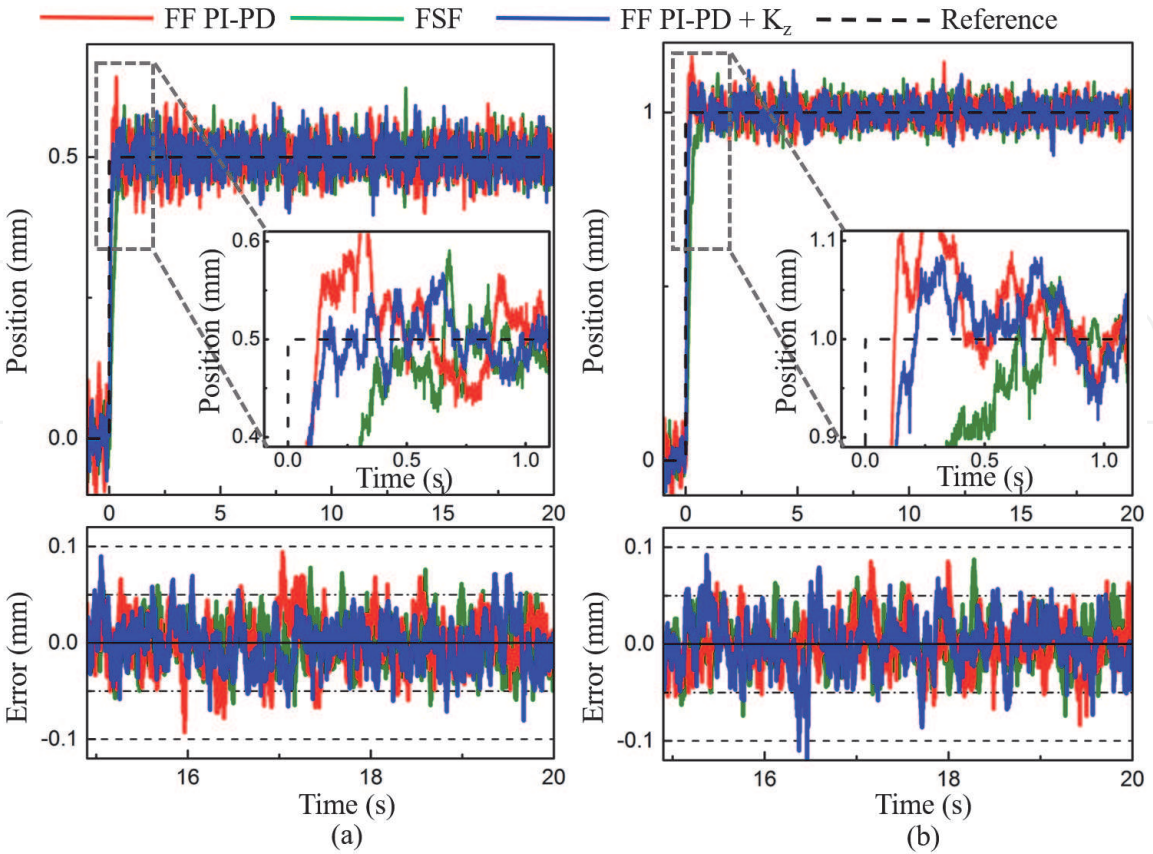 FF PI-PD FSF FF PI-PD + Kz Reference
Position (mm)
0.5
0.0
0 5 10 15 20
Position (mm)
0.6
0.5
0.4
0.0 0.5 1.0
Time (s)
Error (mm)
0.1
0.0
-0.1
16 18 20
Time (s)
(a)
Position (mm)
1
0
0 5 10 15 20
Position (mm)
1.1
1.0
0.9
0.0 0.5 1.0
Time (s)
Error (mm)
0.1
0.0
-0.1
16 18 20
Time (s)
(b)